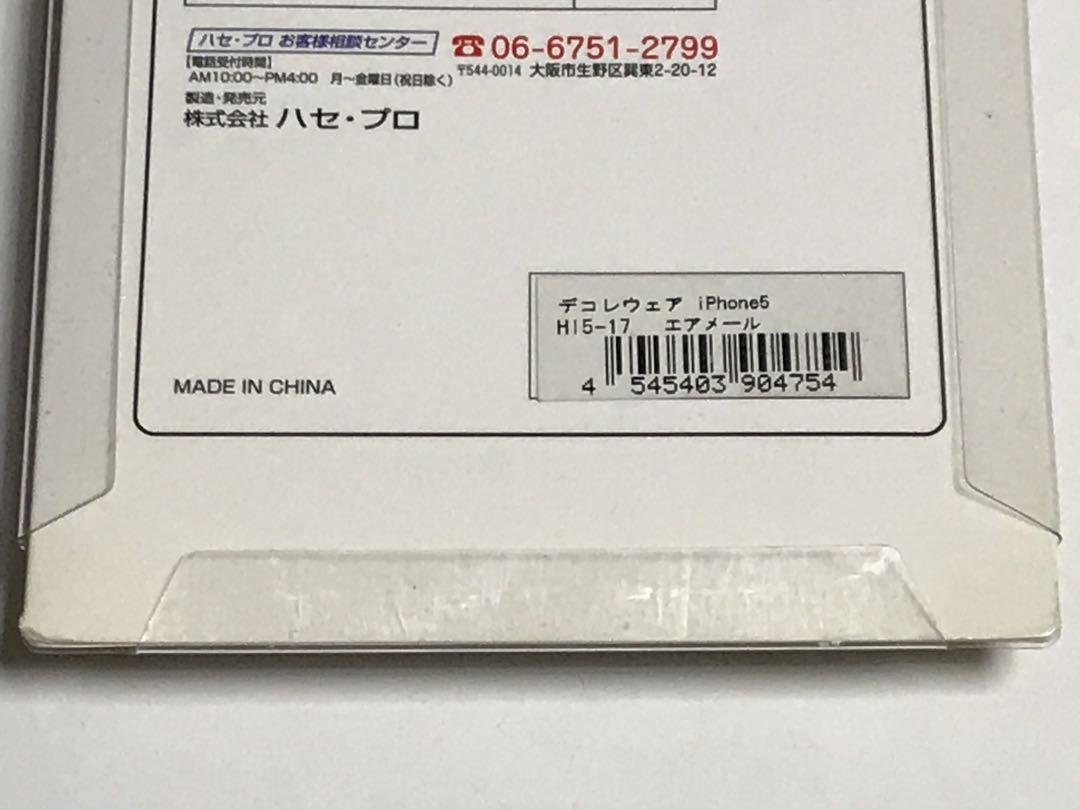 ハセ・プロ お客様相談センター ☎06-6751-2799
【電話受付時間】
AM10:00～PM4:00 月～金曜日(祝日除く) 〒544-0014 大阪市生野区巽東2-20-12
製造・発売元
株式会社 ハセ・プロ
デコレウェア iPhone5
HI5-17 エアメール
4 545403 904754
MADE IN CHINA